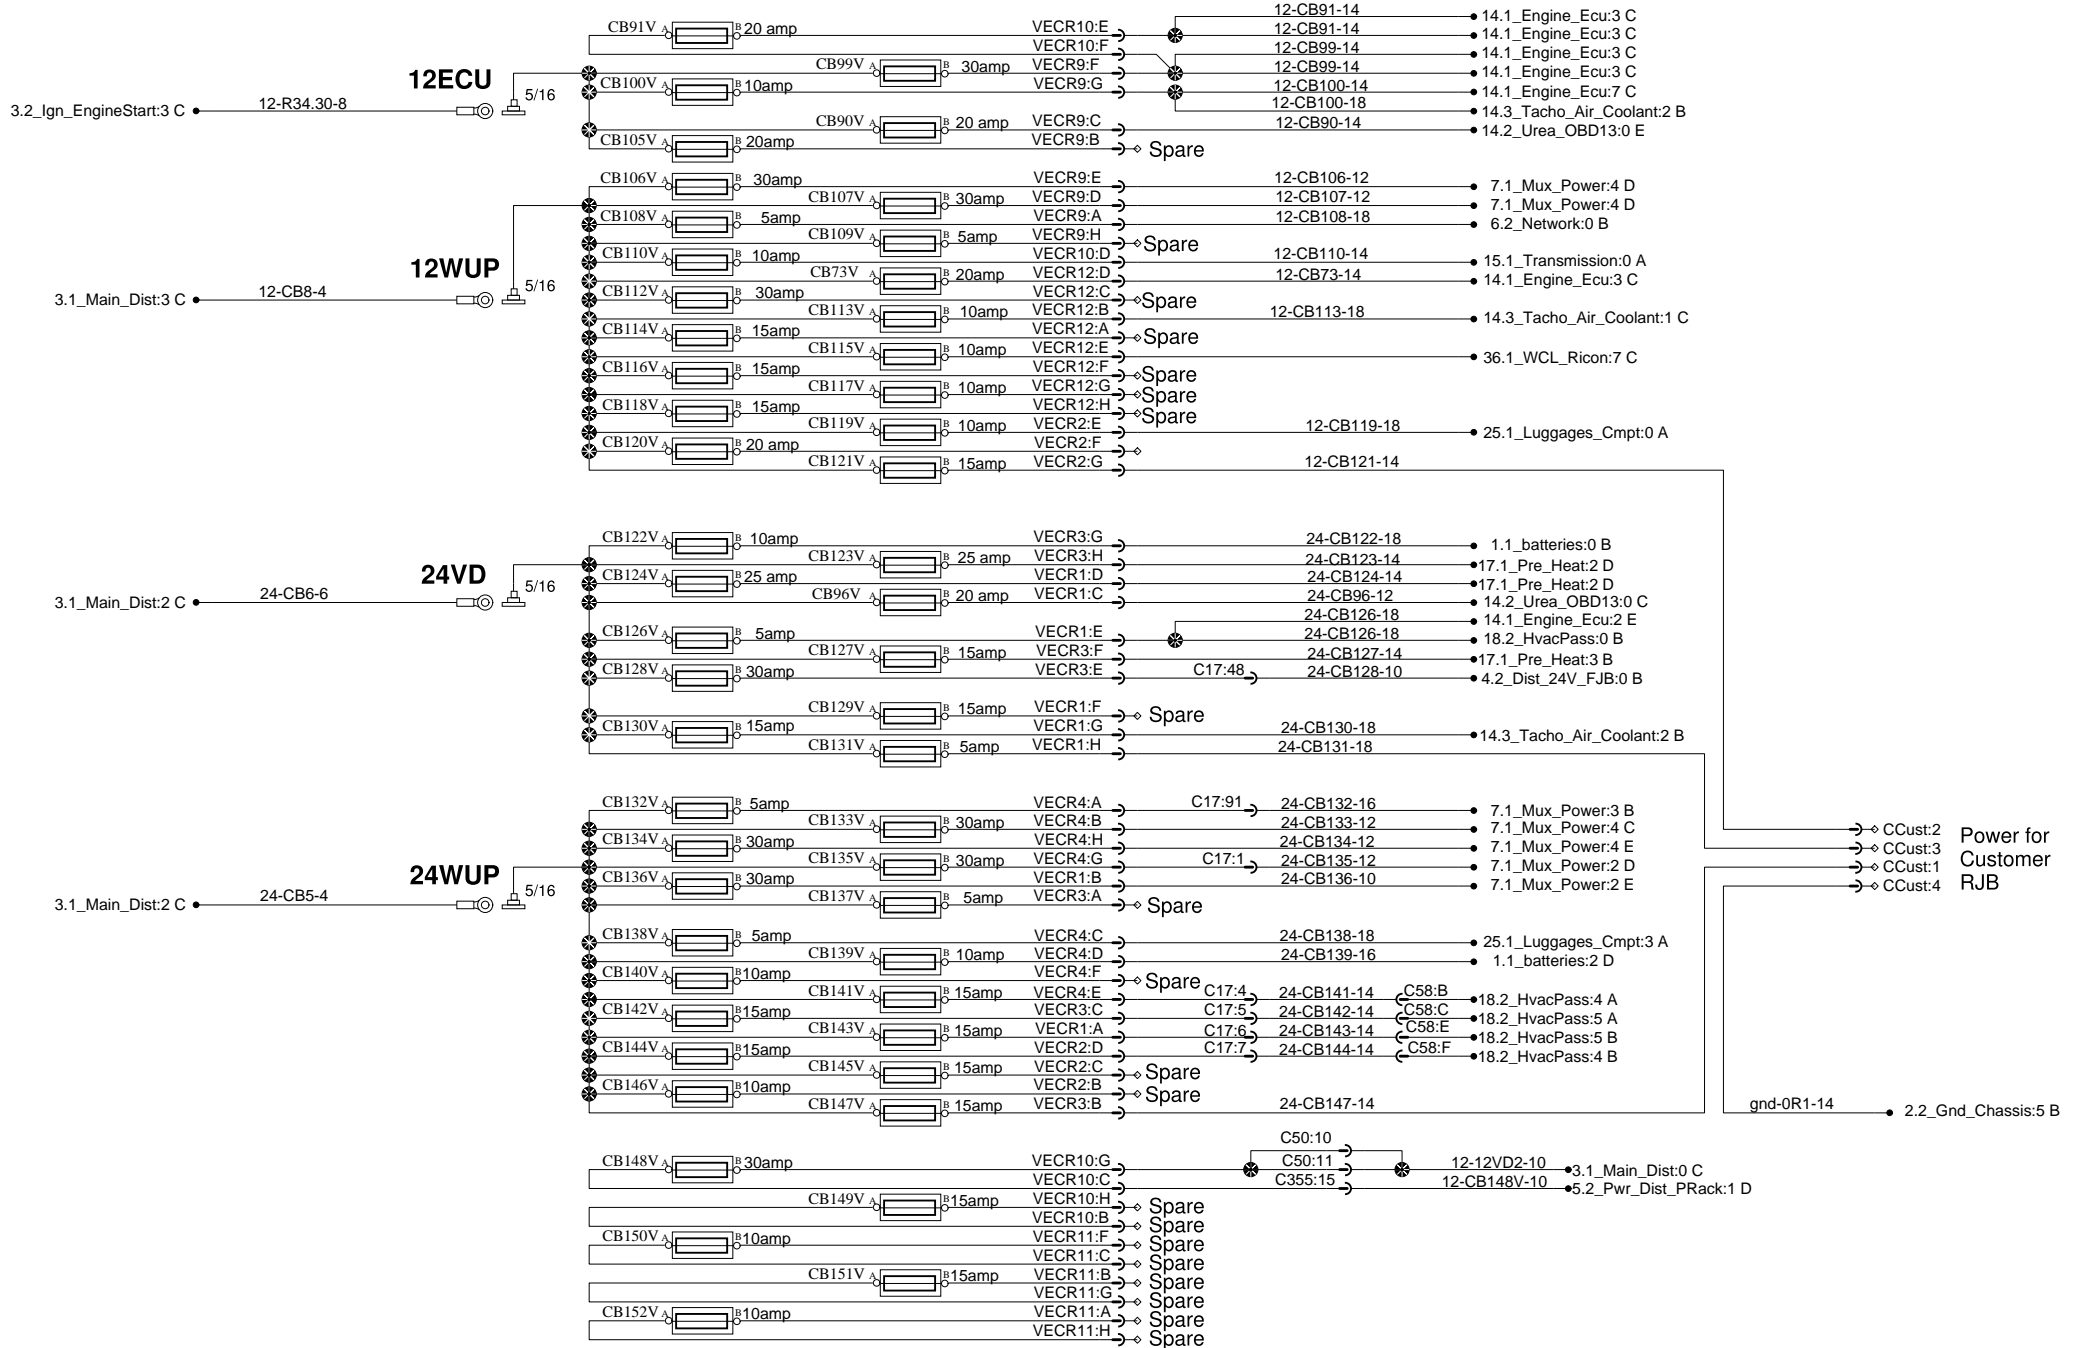 CB91V A B 20 amp VECR10:E 12-CB91-14 14.1_Engine_Ecu:3 C
12-CB91-14 14.1_Engine_Ecu:3 C
VECR10:F 12-CB99-14 14.1_Engine_Ecu:3 C
12ECU 5/16 CB99V A B 30amp VECR9:F 12-CB99-14 14.1_Engine_Ecu:3 C
CB100V A B 10amp VECR9:G 12-CB100-14 14.1_Engine_Ecu:7 C
3.2_Ign_EngineStart:3 C 12-R34.30-8 12-CB100-18 14.3_Tacho_Air_Coolant:2 B
CB90V A B 20 amp VECR9:C 12-CB90-14 14.2_Urea_OBD13:0 E
CB105V A B 20amp VECR9:B Spare
CB106V A B 30amp VECR9:E 12-CB106-12 7.1_Mux_Power:4 D
CB107V A B 30amp VECR9:D 12-CB107-12 7.1_Mux_Power:4 D
CB108V A B 5amp VECR9:A 12-CB108-18 6.2_Network:0 B
CB109V A B 5amp VECR9:H Spare
12WUP 5/16 CB110V A B 10amp VECR10:D 12-CB110-14 15.1_Transmission:0 A
CB73V A B 20amp VECR12:D 12-CB73-14 14.1_Engine_Ecu:3 C
3.1_Main_Dist:3 C 12-CB8-4 CB112V A B 30amp VECR12:C Spare
CB113V A B 10amp VECR12:B 12-CB113-18 14.3_Tacho_Air_Coolant:1 C
CB114V A B 15amp VECR12:A Spare
CB115V A B 10amp VECR12:E 36.1_WCL_Ricon:7 C
CB116V A B 15amp VECR12:F Spare
CB117V A B 10amp VECR12:G Spare
CB118V A B 15amp VECR12:H Spare
CB119V A B 10amp VECR2:E 12-CB119-18 25.1_Luggages_Cmpt:0 A
CB120V A B 20 amp VECR2:F
CB121V A B 15amp VECR2:G 12-CB121-14
CB122V A B 10amp VECR3:G 24-CB122-18 1.1_batteries:0 B
CB123V A B 25 amp VECR3:H 24-CB123-14 17.1_Pre_Heat:2 D
24VD 5/16 CB124V A B 25 amp VECR1:D 24-CB124-14 17.1_Pre_Heat:2 D
3.1_Main_Dist:2 C 24-CB6-6 CB96V A B 20 amp VECR1:C 24-CB96-12 14.2_Urea_OBD13:0 C
24-CB126-18 14.1_Engine_Ecu:2 E
CB126V A B 5amp VECR1:E 24-CB126-18 18.2_HvacPass:0 B
CB127V A B 15amp VECR3:F 24-CB127-14 17.1_Pre_Heat:3 B
CB128V A B 30amp VECR3:E C17:48 24-CB128-10 4.2_Dist_24V_FJB:0 B
CB129V A B 15amp VECR1:F Spare
CB130V A B 15amp VECR1:G 24-CB130-18 14.3_Tacho_Air_Coolant:2 B
CB131V A B 5amp VECR1:H 24-CB131-18
CB132V A B 5amp VECR4:A C17:91 24-CB132-16 7.1_Mux_Power:3 B
CB133V A B 30amp VECR4:B 24-CB133-12 7.1_Mux_Power:4 C CCust:2 Power for
CB134V A B 30amp VECR4:H 24-CB134-12 7.1_Mux_Power:4 E CCust:3 Customer
24WUP 5/16 CB135V A B 30amp VECR4:G C17:1 24-CB135-12 7.1_Mux_Power:2 D CCust:1 RJB
CB136V A B 30amp VECR1:B 24-CB136-10 7.1_Mux_Power:2 E CCust:4
3.1_Main_Dist:2 C 24-CB5-4 CB137V A B 5amp VECR3:A Spare
CB138V A B 5amp VECR4:C 24-CB138-18 25.1_Luggages_Cmpt:3 A
CB139V A B 10amp VECR4:D 24-CB139-16 1.1_batteries:2 D
CB140V A B 10amp VECR4:F Spare
CB141V A B 15amp VECR4:E C17:4 24-CB141-14 C58:B 18.2_HvacPass:4 A
CB142V A B 15amp VECR3:C C17:5 24-CB142-14 C58:C 18.2_HvacPass:5 A
CB143V A B 15amp VECR1:A C17:6 24-CB143-14 C58:E 18.2_HvacPass:5 B
CB144V A B 15amp VECR2:D C17:7 24-CB144-14 C58:F 18.2_HvacPass:4 B
CB145V A B 15amp VECR2:C Spare
CB146V A B 10amp VECR2:B Spare
CB147V A B 15amp VECR3:B 24-CB147-14 gnd-0R1-14 2.2_Gnd_Chassis:5 B
C50:10
CB148V A B 30amp VECR10:G C50:11 12-12VD2-10 3.1_Main_Dist:0 C
VECR10:C C355:15 12-CB148V-10 5.2_Pwr_Dist_PRack:1 D
CB149V A B 15amp VECR10:H Spare
VECR10:B Spare
CB150V A B 10amp VECR11:F Spare
VECR11:C Spare
CB151V A B 15amp VECR11:B Spare
VECR11:G Spare
CB152V A B 10amp VECR11:A Spare
VECR11:H Spare